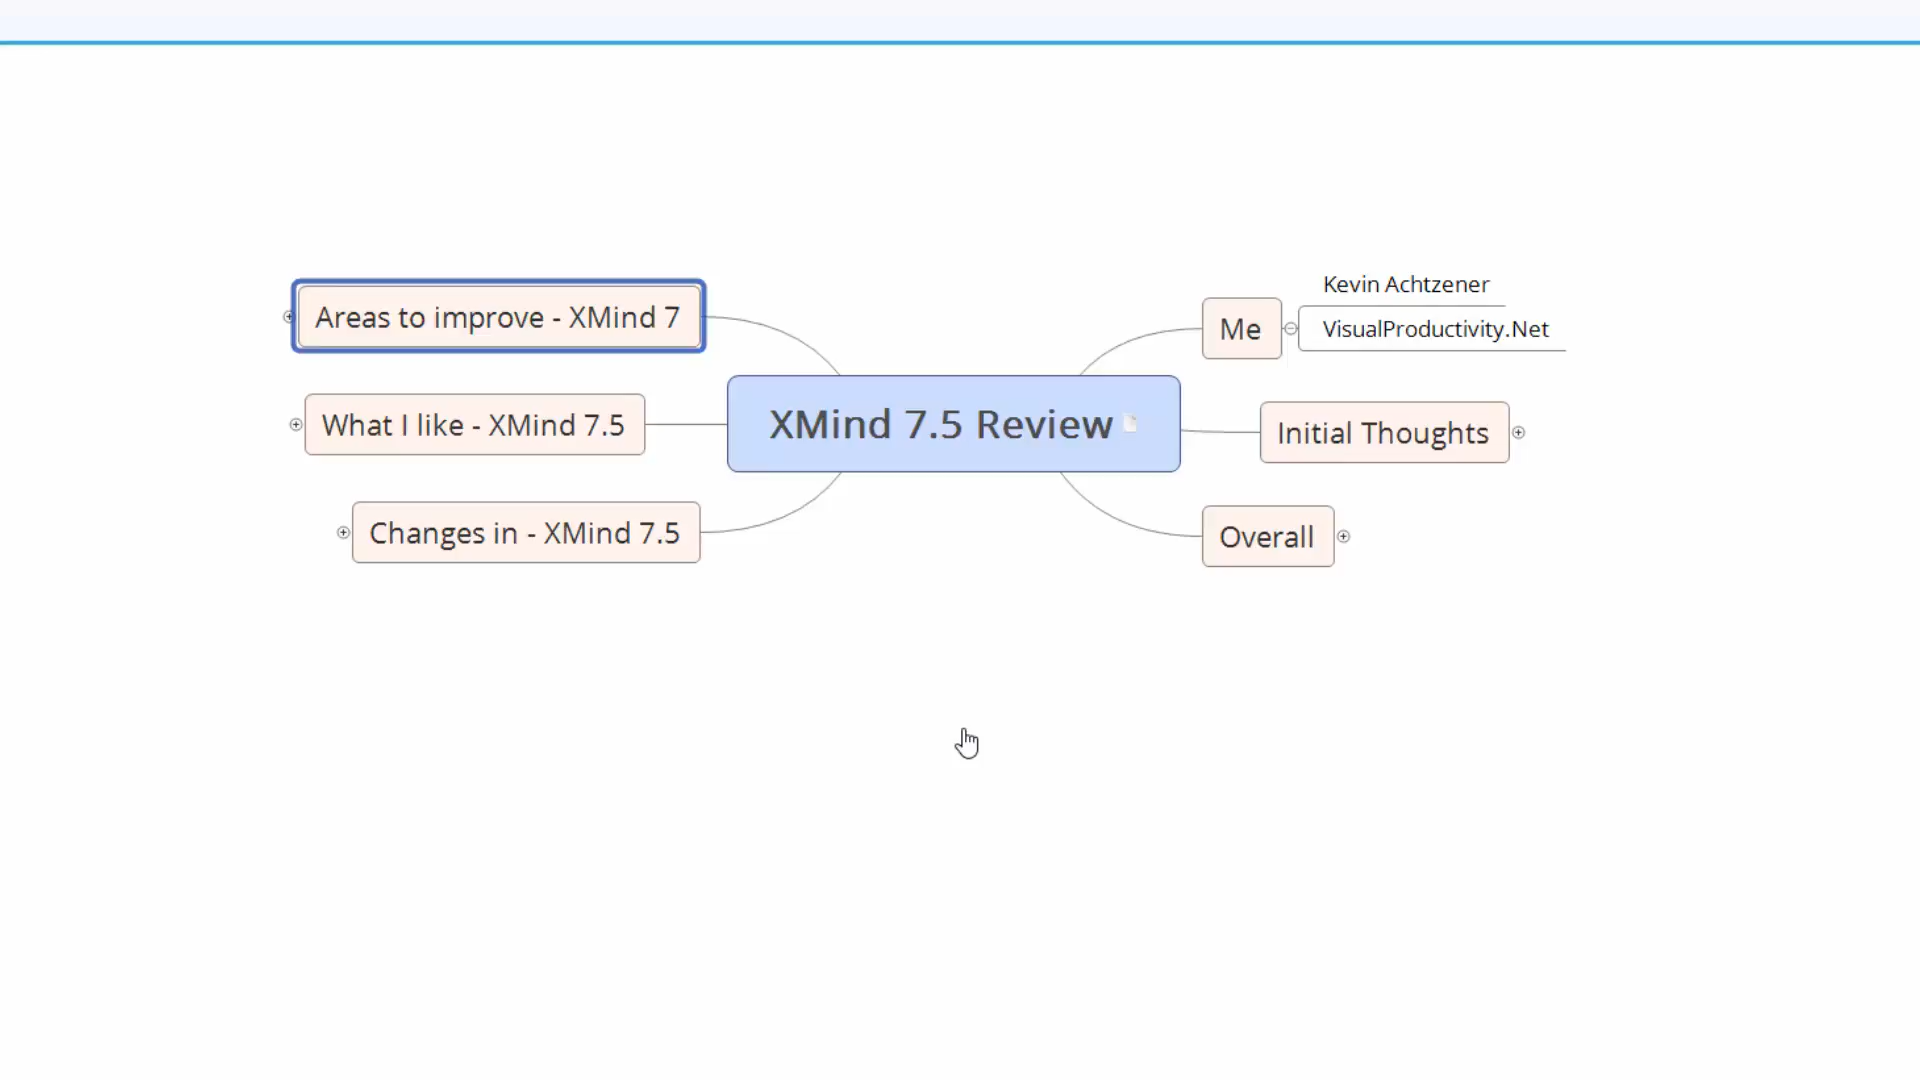 Kevin Achtzener
Areas to improve - XMind 7
Me
VisualProductivity.Net
What I like - XMind 7.5
XMind 7.5 Review
Initial Thoughts
Changes in - XMind 7.5
Overall